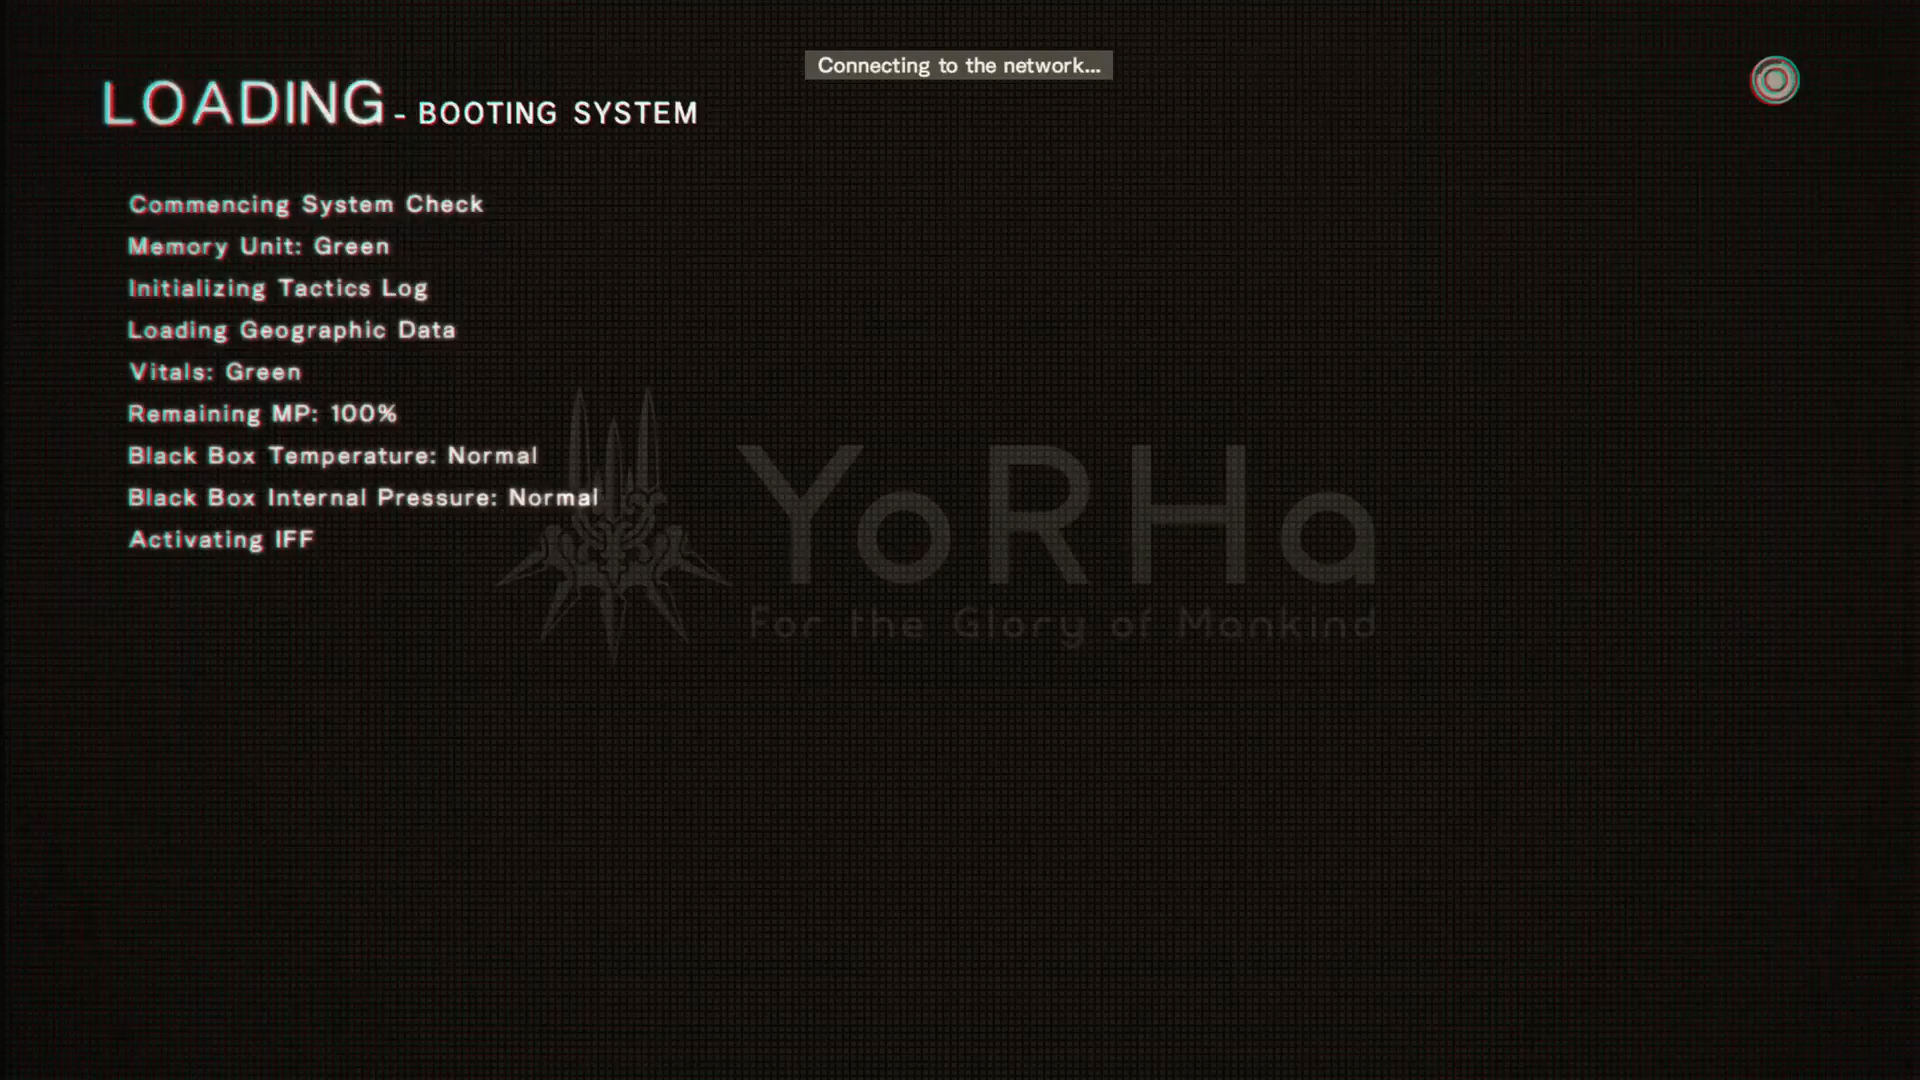 Connecting to the network...
LOADING - BOOTING SYSTEM
Commencing System Check
Memory Unit: Green
Initializing Tactics Log
Loading Geographic Data
Vitals: Green
Remaining MP: 100%
Black Box Temperature: Normal
Black Box Internal Pressure: Normal
Activating IFF
YoRHa
For the Glory of Mankind